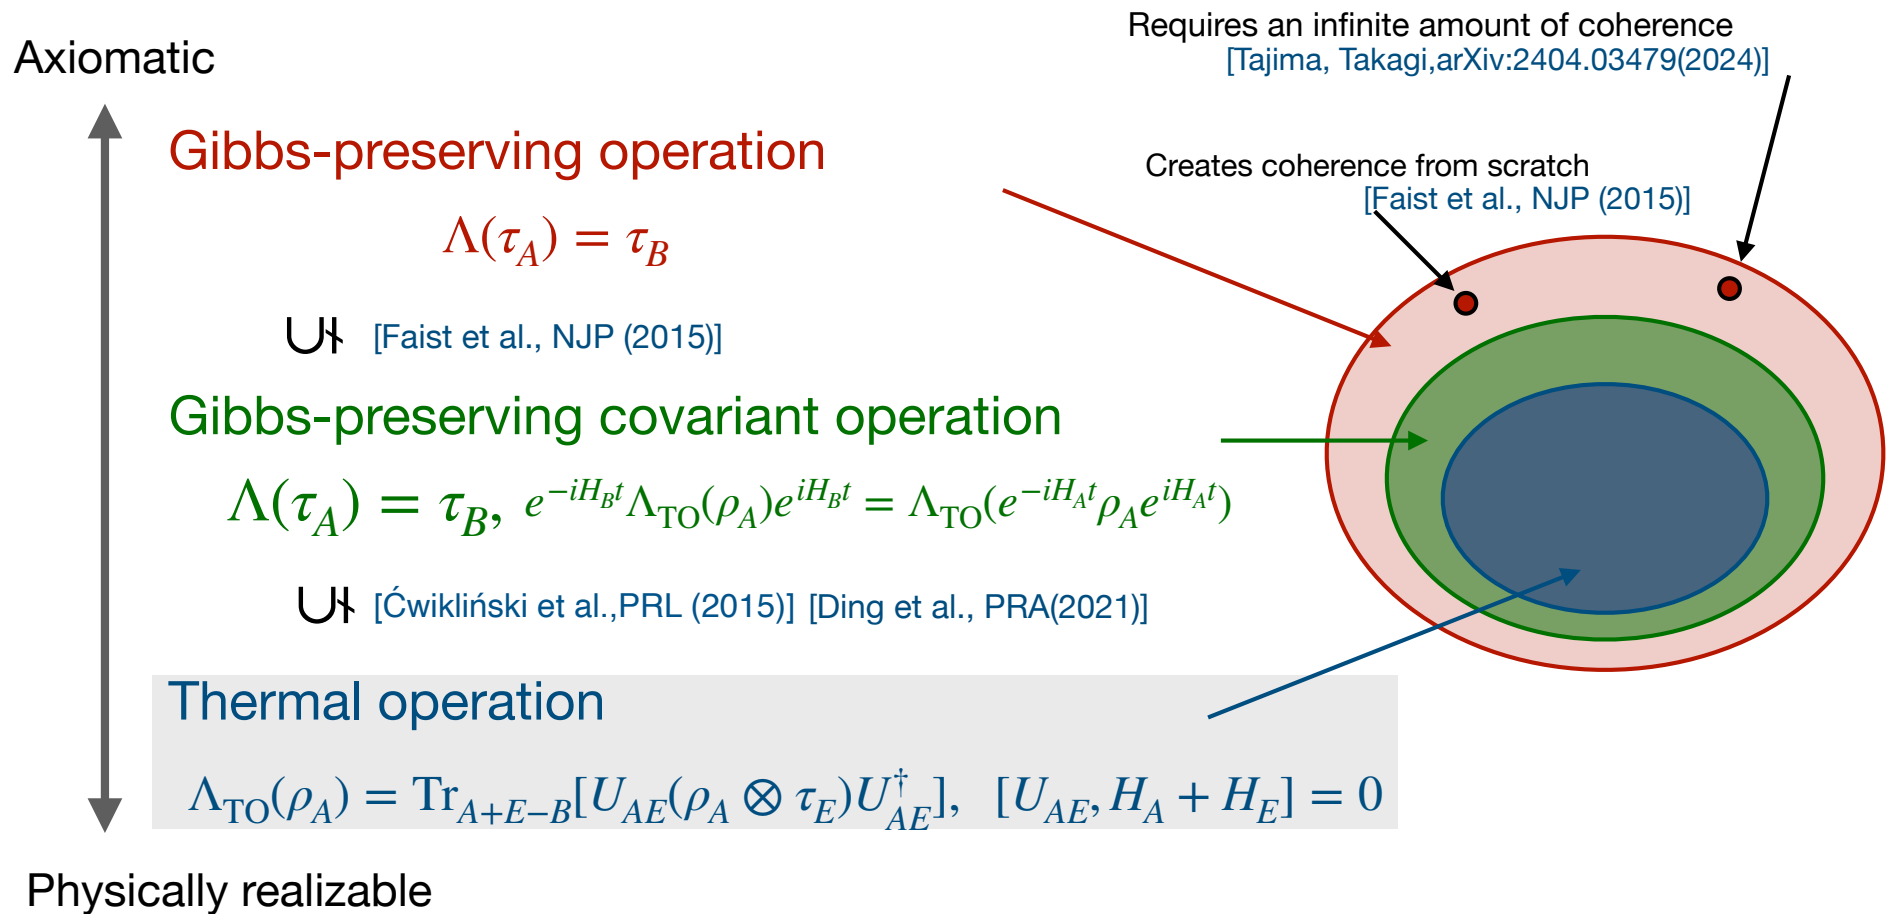 Requires an infinite amount of coherence
[Tajima, Takagi,arXiv:2404.03479(2024)]
Axiomatic
Gibbs-preserving operation
Creates coherence from scratch
[Faist et al., NJP (2015)]
Λ(τ_A) = τ_B
⊊ [Faist et al., NJP (2015)]
Gibbs-preserving covariant operation
Λ(τ_A) = τ_B, e^{-iH_B t}Λ_TO(ρ_A)e^{iH_B t} = Λ_TO(e^{-iH_A t}ρ_A e^{iH_A t})
⊊ [Ćwikliński et al.,PRL (2015)] [Ding et al., PRA(2021)]
Thermal operation
Λ_TO(ρ_A) = Tr_{A+E−B}[U_{AE}(ρ_A ⊗ τ_E)U_{AE}^†], [U_{AE}, H_A + H_E] = 0
Physically realizable